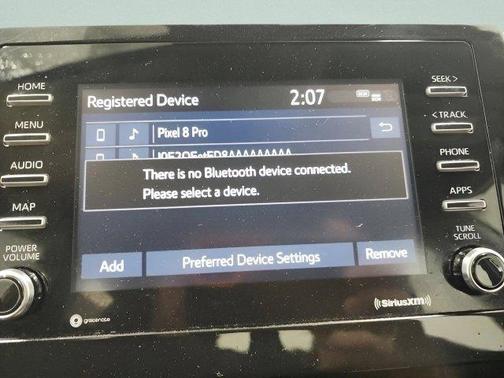 HOME
MENU
AUDIO
MAP
POWER
VOLUME
Registered Device
2:07
Pixel 8 Pro
There is no Bluetooth device connected.
Please select a device.
Add
Preferred Device Settings
Remove
SEEK >
< TRACK
PHONE
APPS
TUNE
SCROLL
gracenote
((SiriusXM))